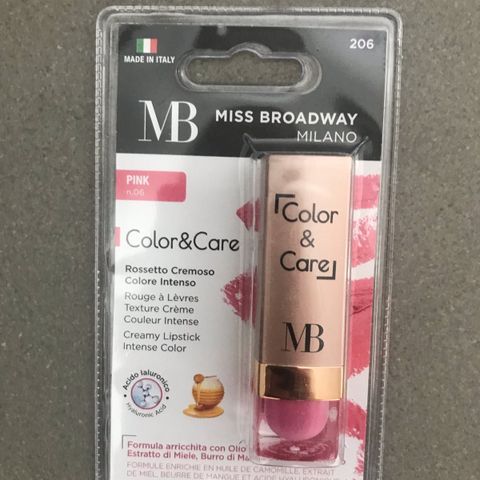 206
MADE IN ITALY
MB MISS BROADWAY
MILANO
PINK
n.06
Color&Care
Rossetto Cremoso
Colore Intenso
Rouge à Lèvres
Texture Crème
Couleur Intense
Creamy Lipstick
Intense Color
Acido Ialuronico
Hyaluronic Acid
Formula arricchita con Olio
Estratto di Miele, Burro di Ma
FORMULE ENRICHIE EN HUILE DE CAMOMILLE, EXTRAIT
DE MIEL, BEURRE DE MANGUE ET ACIDE HYALURONIQUE
Color
&
Care
MB